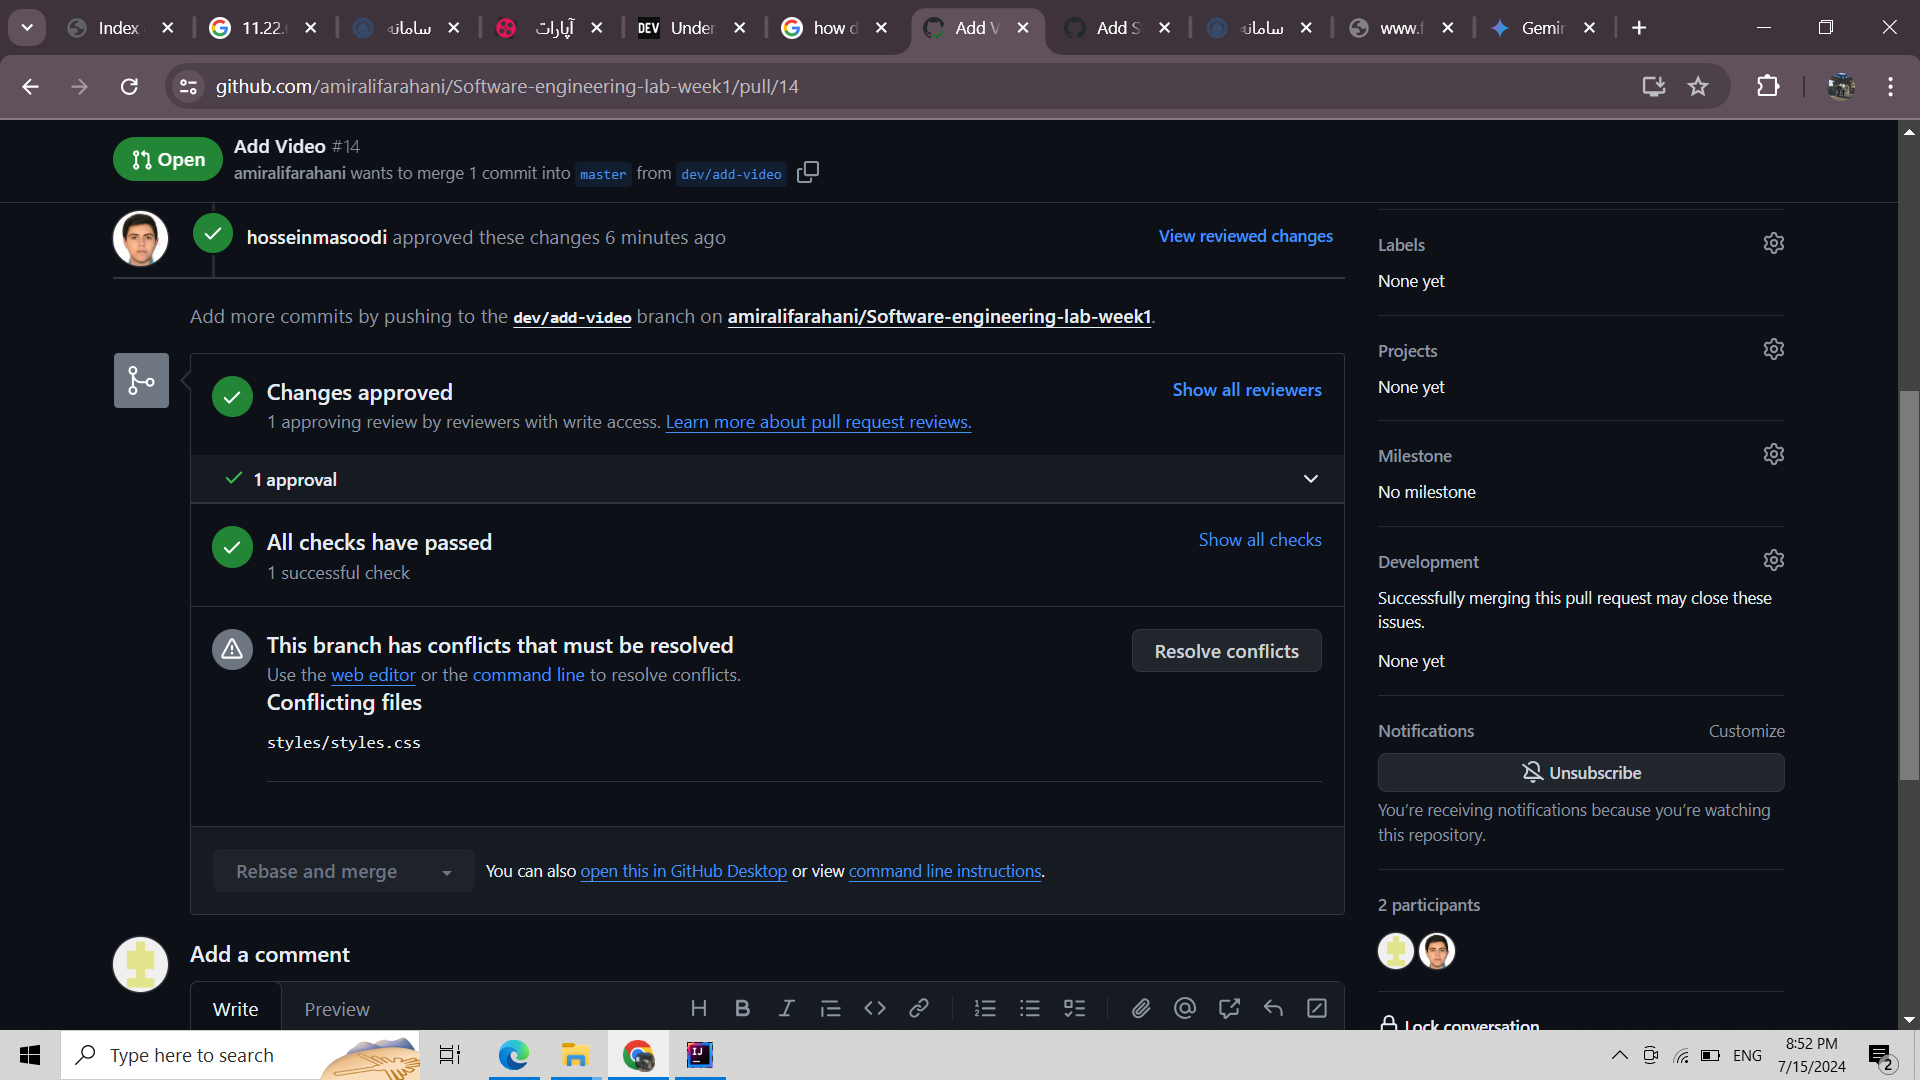 Index
11.22.
سامانه
آپارات
DEV Under
how d
Add V
Add S
سامانه
www.f
Gemin
github.com/amiralifarahani/Software-engineering-lab-week1/pull/14
Open
Add Video #14
amiralifarahani wants to merge 1 commit into master from dev/add-video
hosseinmasoodi approved these changes 6 minutes ago
View reviewed changes
Add more commits by pushing to the dev/add-video branch on amiralifarahani/Software-engineering-lab-week1.
Changes approved
Show all reviewers
1 approving review by reviewers with write access. Learn more about pull request reviews.
1 approval
All checks have passed
Show all checks
1 successful check
This branch has conflicts that must be resolved
Resolve conflicts
Use the web editor or the command line to resolve conflicts.
Conflicting files
styles/styles.css
Rebase and merge
You can also open this in GitHub Desktop or view command line instructions.
Add a comment
Write
Preview
Labels
None yet
Projects
None yet
Milestone
No milestone
Development
Successfully merging this pull request may close these
issues.
None yet
Notifications
Customize
Unsubscribe
You’re receiving notifications because you’re watching
this repository.
2 participants
Lock conversation
Type here to search
IJ
ENG
8:52 PM
7/15/2024
2